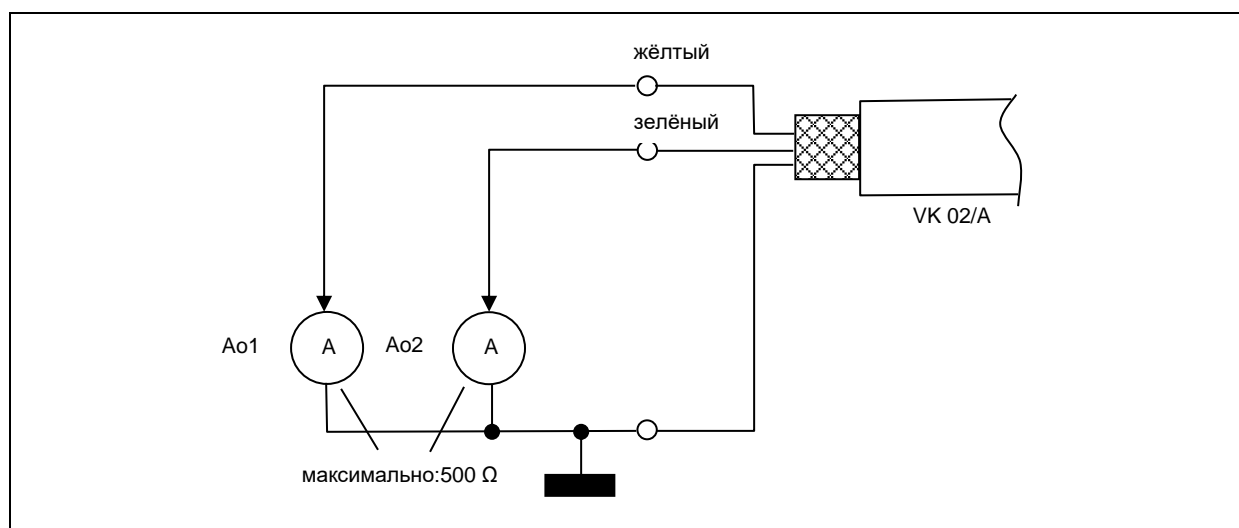 жёлтый
зелёный
VK 02/A
Ao1
A
Ao2
A
максимально:500 Ω